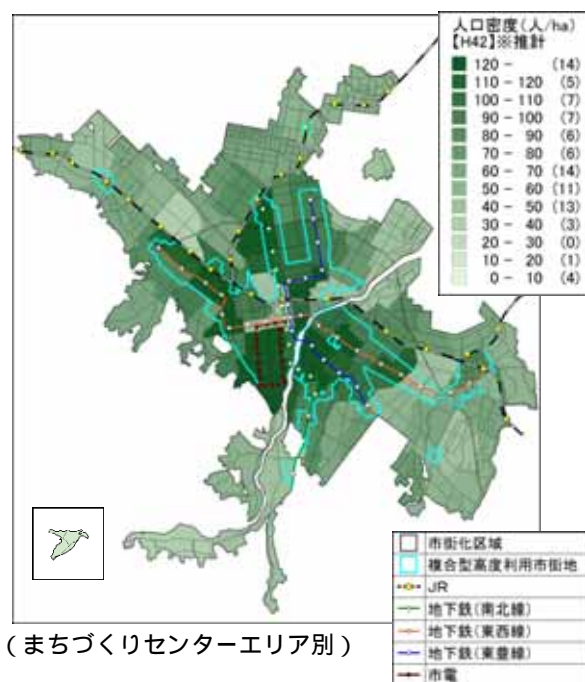 人口密度(人/ha)
【H42】※推計
120 - (14)
110 - 120 (5)
100 - 110 (7)
90 - 100 (7)
80 - 90 (6)
70 - 80 (6)
60 - 70 (14)
50 - 60 (11)
40 - 50 (13)
30 - 40 (3)
20 - 30 (0)
10 - 20 (1)
0 - 10 (4)
市街化区域
複合型高度利用市街地
JR
地下鉄(南北線)
地下鉄(東西線)
地下鉄(東豊線)
市電
(まちづくりセンターエリア別)